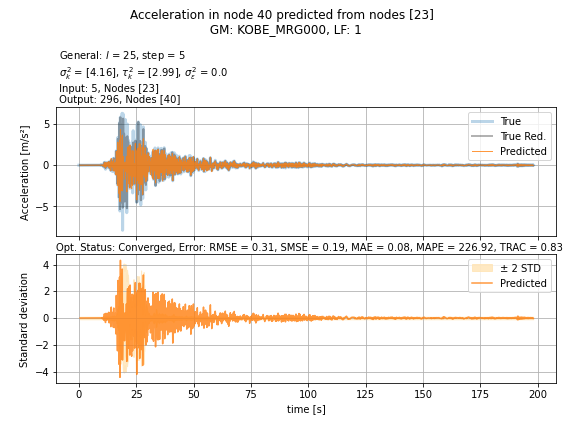 Acceleration in node 40 predicted from nodes [23]
GM: KOBE_MRG000, LF: 1
General: l = 25, step = 5
σ²ₖ = [4.16], τ²ₖ = [2.99], σ²_ε = 0.0
Input: 5, Nodes [23]
Output: 296, Nodes [40]
Acceleration [m/s²]
5
0
−5
True
True Red.
Predicted
Opt. Status: Converged, Error: RMSE = 0.31, SMSE = 0.19, MAE = 0.08, MAPE = 226.92, TRAC = 0.83
Standard deviation
4
2
0
−2
−4
± 2 STD
Predicted
0 25 50 75 100 125 150 175 200
time [s]